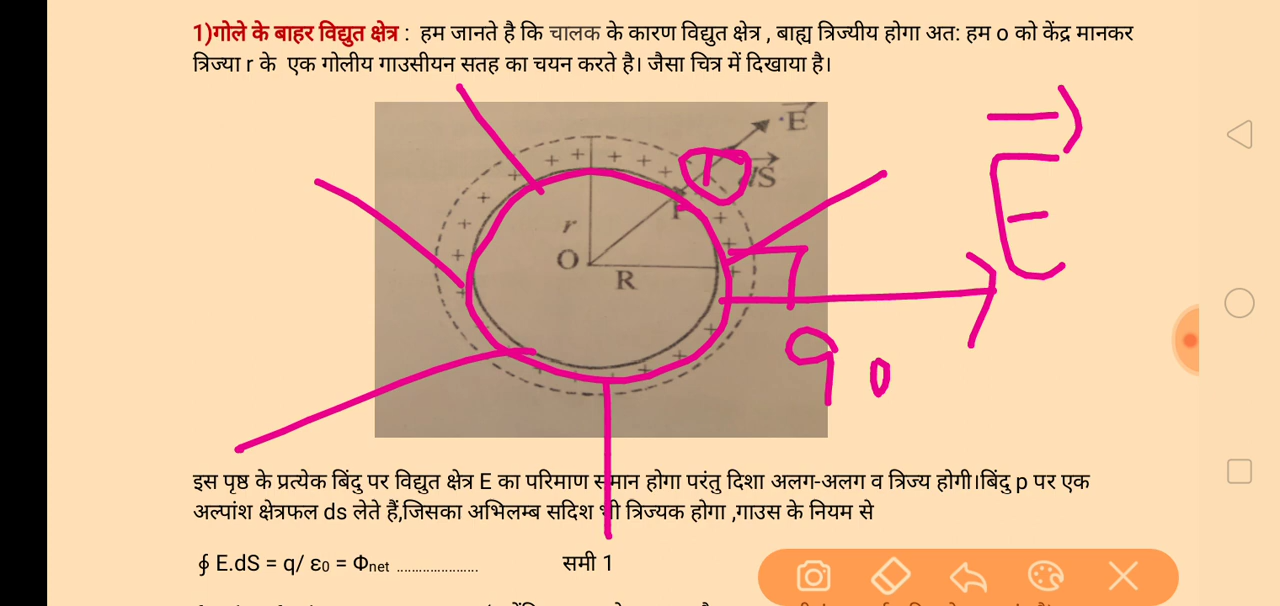 1)गोले के बाहर विद्युत क्षेत्र : हम जानते है कि चालक के कारण विद्युत क्षेत्र , बाह्य त्रिज्यीय होगा अत: हम o को केंद्र मानकर
त्रिज्या r के एक गोलीय गाउसीयन सतह का चयन करते है। जैसा चित्र में दिखाया है।
E
E
S
r
O
R
90
इस पृष्ठ के प्रत्येक बिंदु पर विद्युत क्षेत्र E का परिमाण समान होगा परंतु दिशा अलग-अलग व त्रिज्य होगी।बिंदु p पर एक
अल्पांश क्षेत्रफल ds लेते हैं,जिसका अभिलम्ब सदिश भी त्रिज्यक होगा ,गाउस के नियम से
∮ E.dS = q/ ε0 = Φnet ...................... समी 1